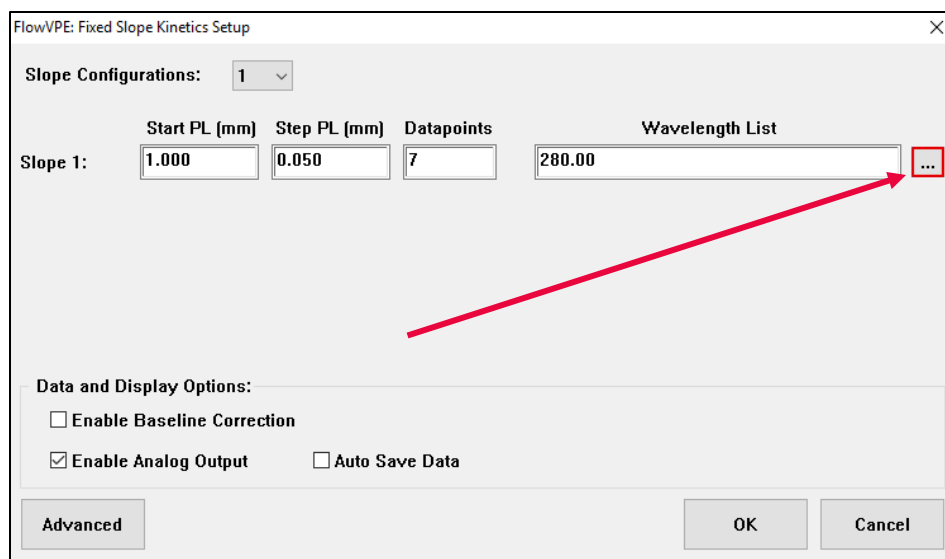 FlowVPE: Fixed Slope Kinetics Setup
Slope Configurations: 1
Start PL (mm) Step PL (mm) Datapoints Wavelength List
Slope 1: 1.000 0.050 7 280.00 ...
Data and Display Options:
Enable Baseline Correction
Enable Analog Output Auto Save Data
Advanced OK Cancel